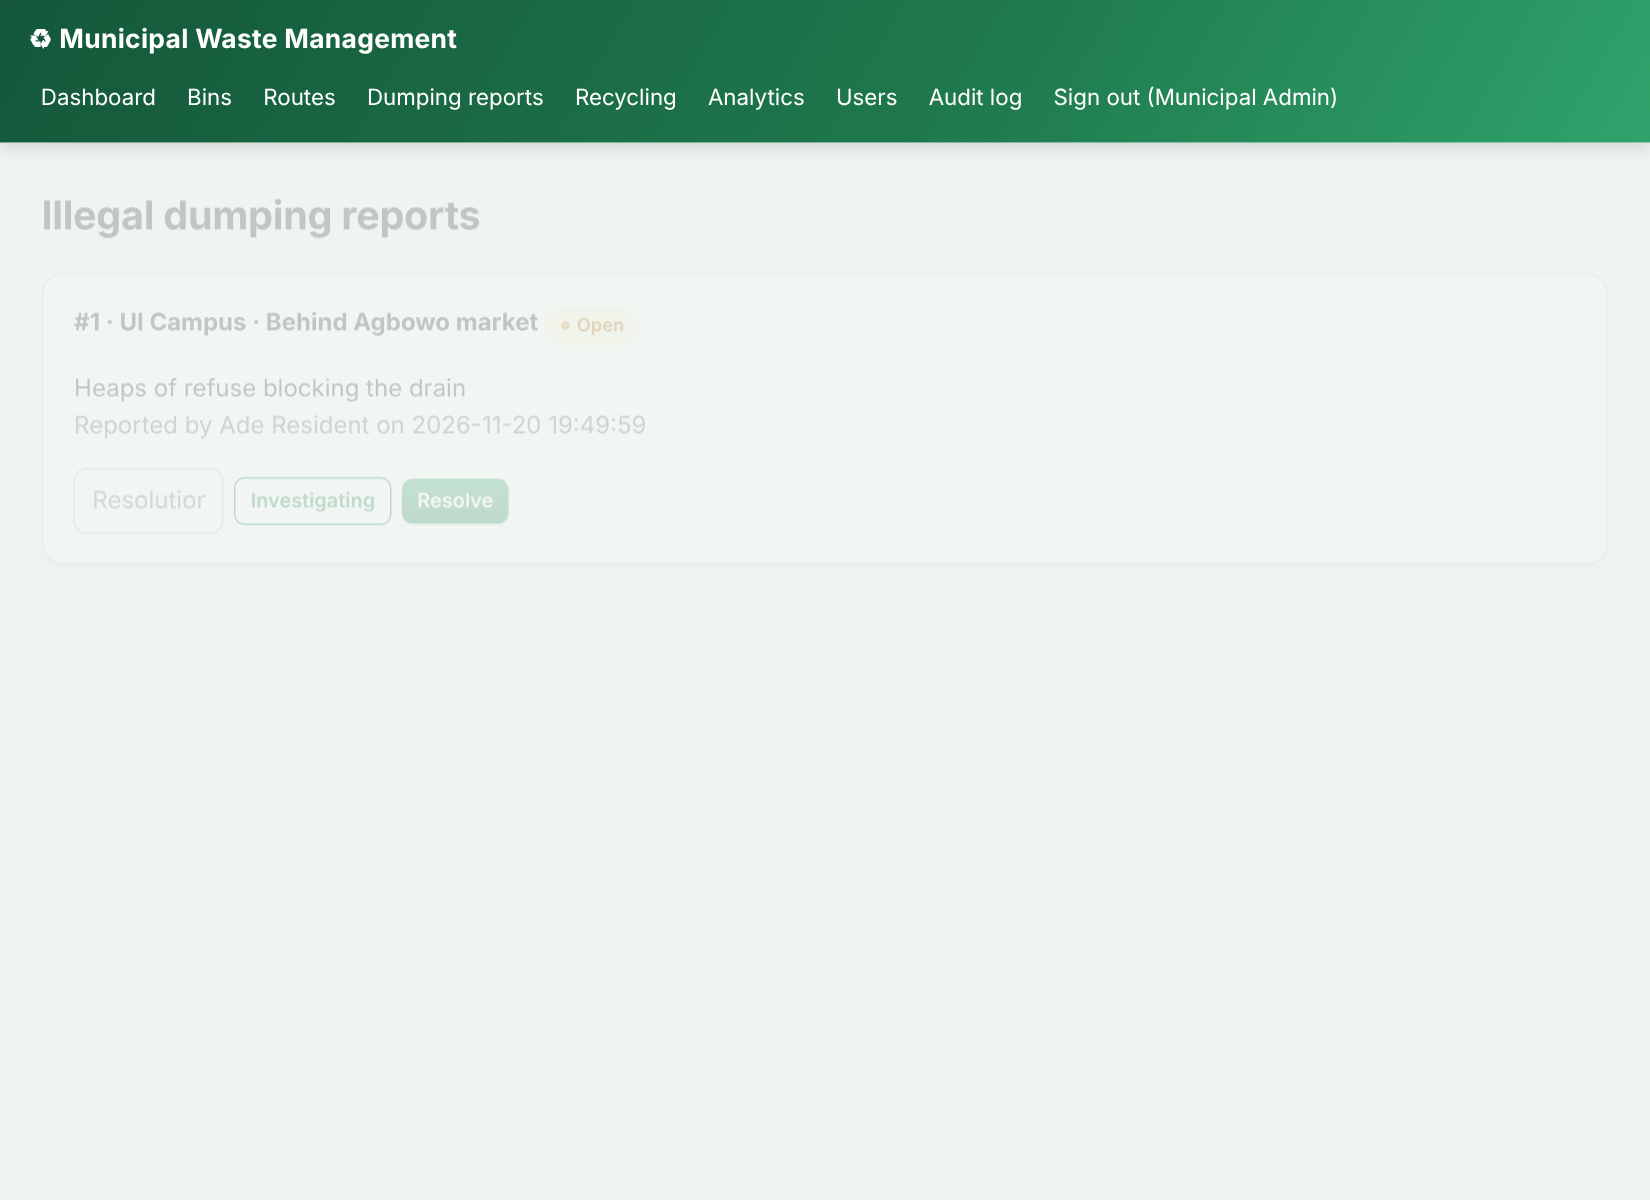 ♻ Municipal Waste Management
Dashboard Bins Routes Dumping reports Recycling Analytics Users Audit log Sign out (Municipal Admin)
Illegal dumping reports
#1 · UI Campus · Behind Agbowo market Open
Heaps of refuse blocking the drain
Reported by Ade Resident on 2026-11-20 19:49:59
Resolutior Investigating Resolve